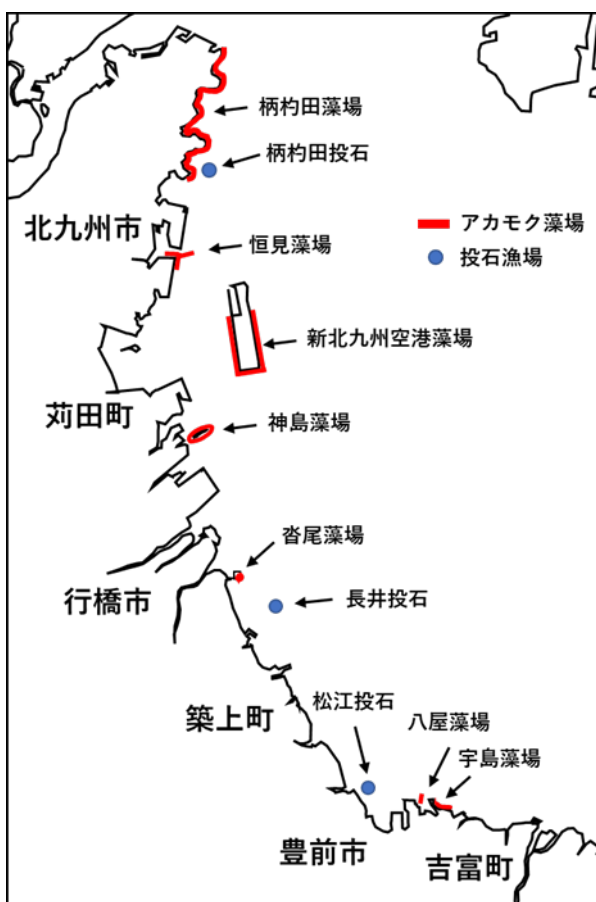 柄杓田藻場
柄杓田投石
北九州市
アカモク藻場
恒見藻場
投石漁場
新北九州空港藻場
苅田町
神島藻場
沓尾藻場
行橋市
長井投石
松江投石
築上町
八屋藻場
宇島藻場
豊前市
吉富町